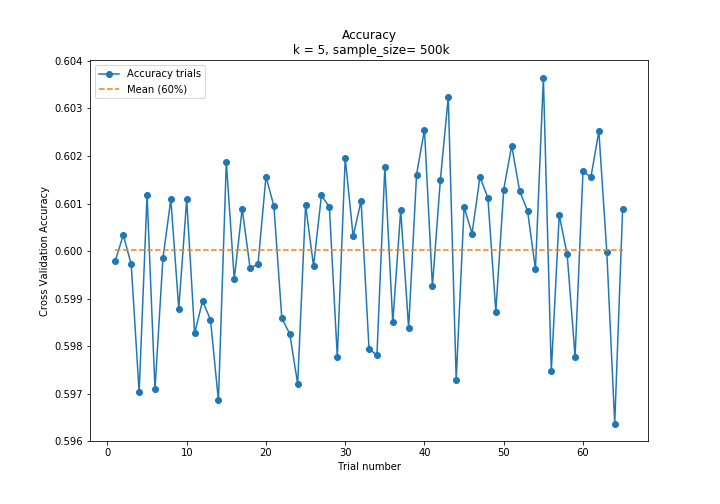 Accuracy
k = 5, sample_size= 500k
Accuracy trials
Mean (60%)
Cross Validation Accuracy
0.604
0.603
0.602
0.601
0.600
0.599
0.598
0.597
0.596
0 10 20 30 40 50 60
Trial number